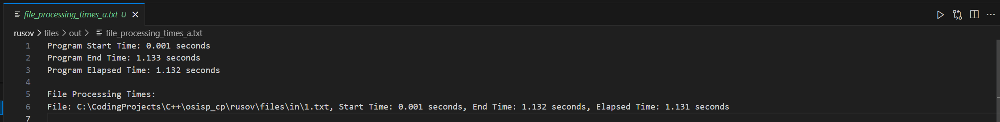 file_processing_times_a.txt U
rusov > files > out > file_processing_times_a.txt
1 Program Start Time: 0.001 seconds
2 Program End Time: 1.133 seconds
3 Program Elapsed Time: 1.132 seconds
4
5 File Processing Times:
6 File: C:\CodingProjects\C++\osisp_cp\rusov\files\in\1.txt, Start Time: 0.001 seconds, End Time: 1.132 seconds, Elapsed Time: 1.131 seconds
7